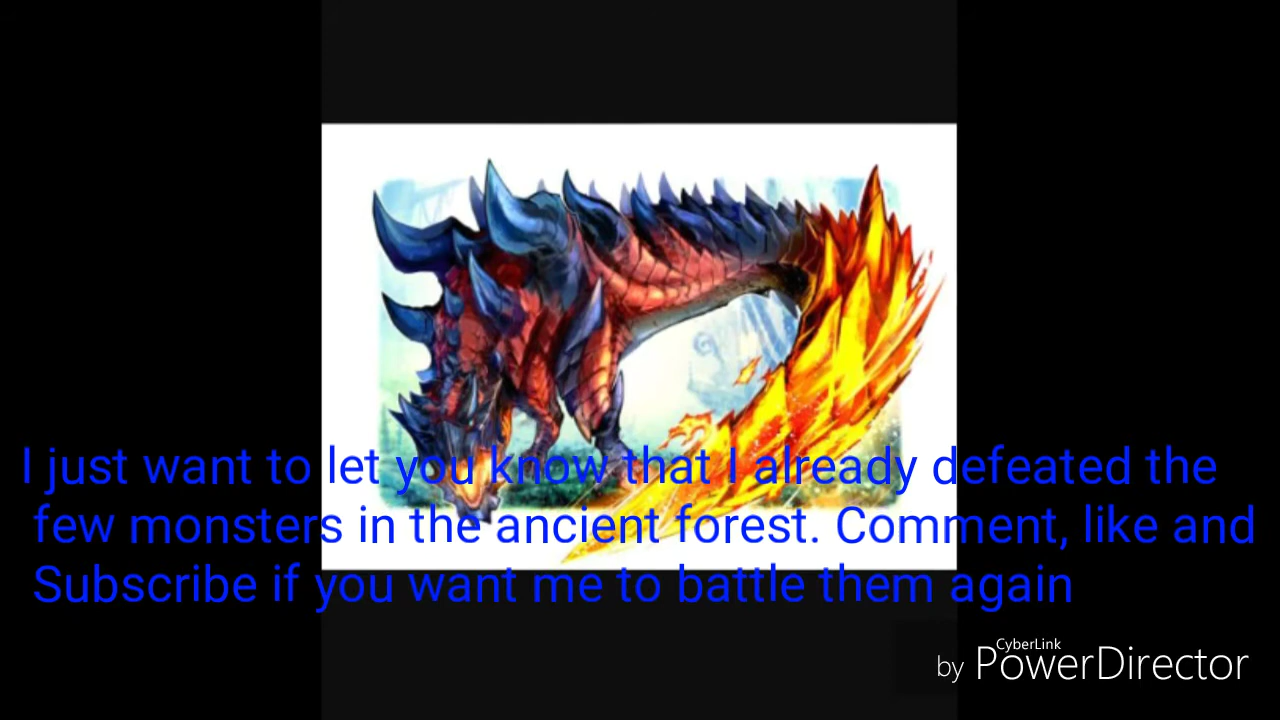 I just want to let you know that I already defeated the
few monsters in the ancient forest. Comment, like and
Subscribe if you want me to battle them again
CyberLink
by PowerDirector